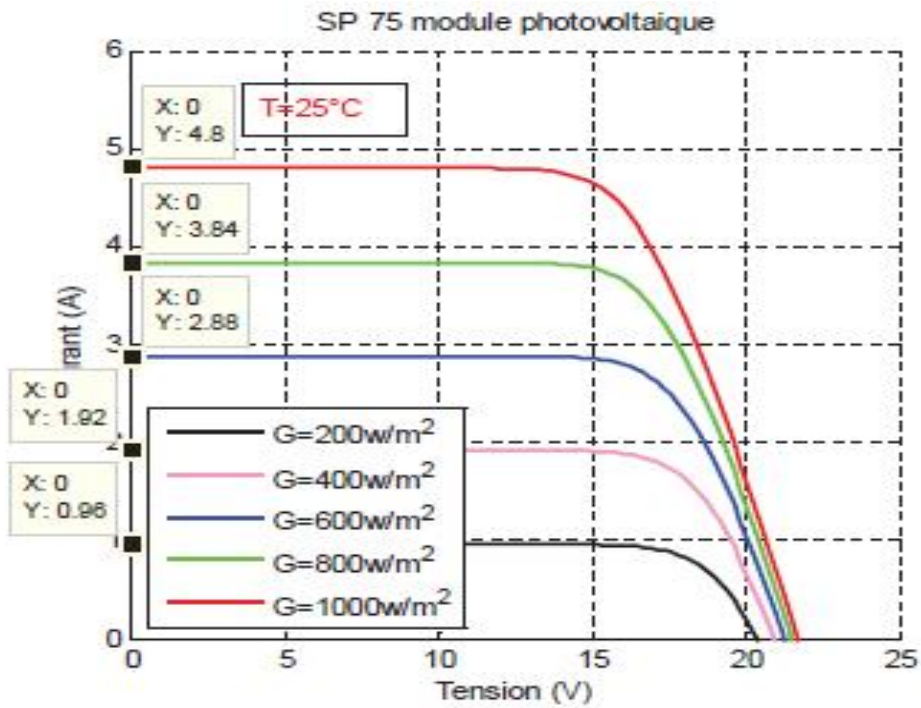 SP 75 module photovoltaique
6
X: 0
Y: 4.8
T=25°C
5
X: 0
Y: 3.84
4
X: 0
Y: 2.88
3
rant (A)
X: 0
Y: 1.92
2
X: 0
Y: 0.96
G=200w/m²
G=400w/m²
G=600w/m²
G=800w/m²
G=1000w/m²
0
0 5 10 15 20 25
Tension (V)